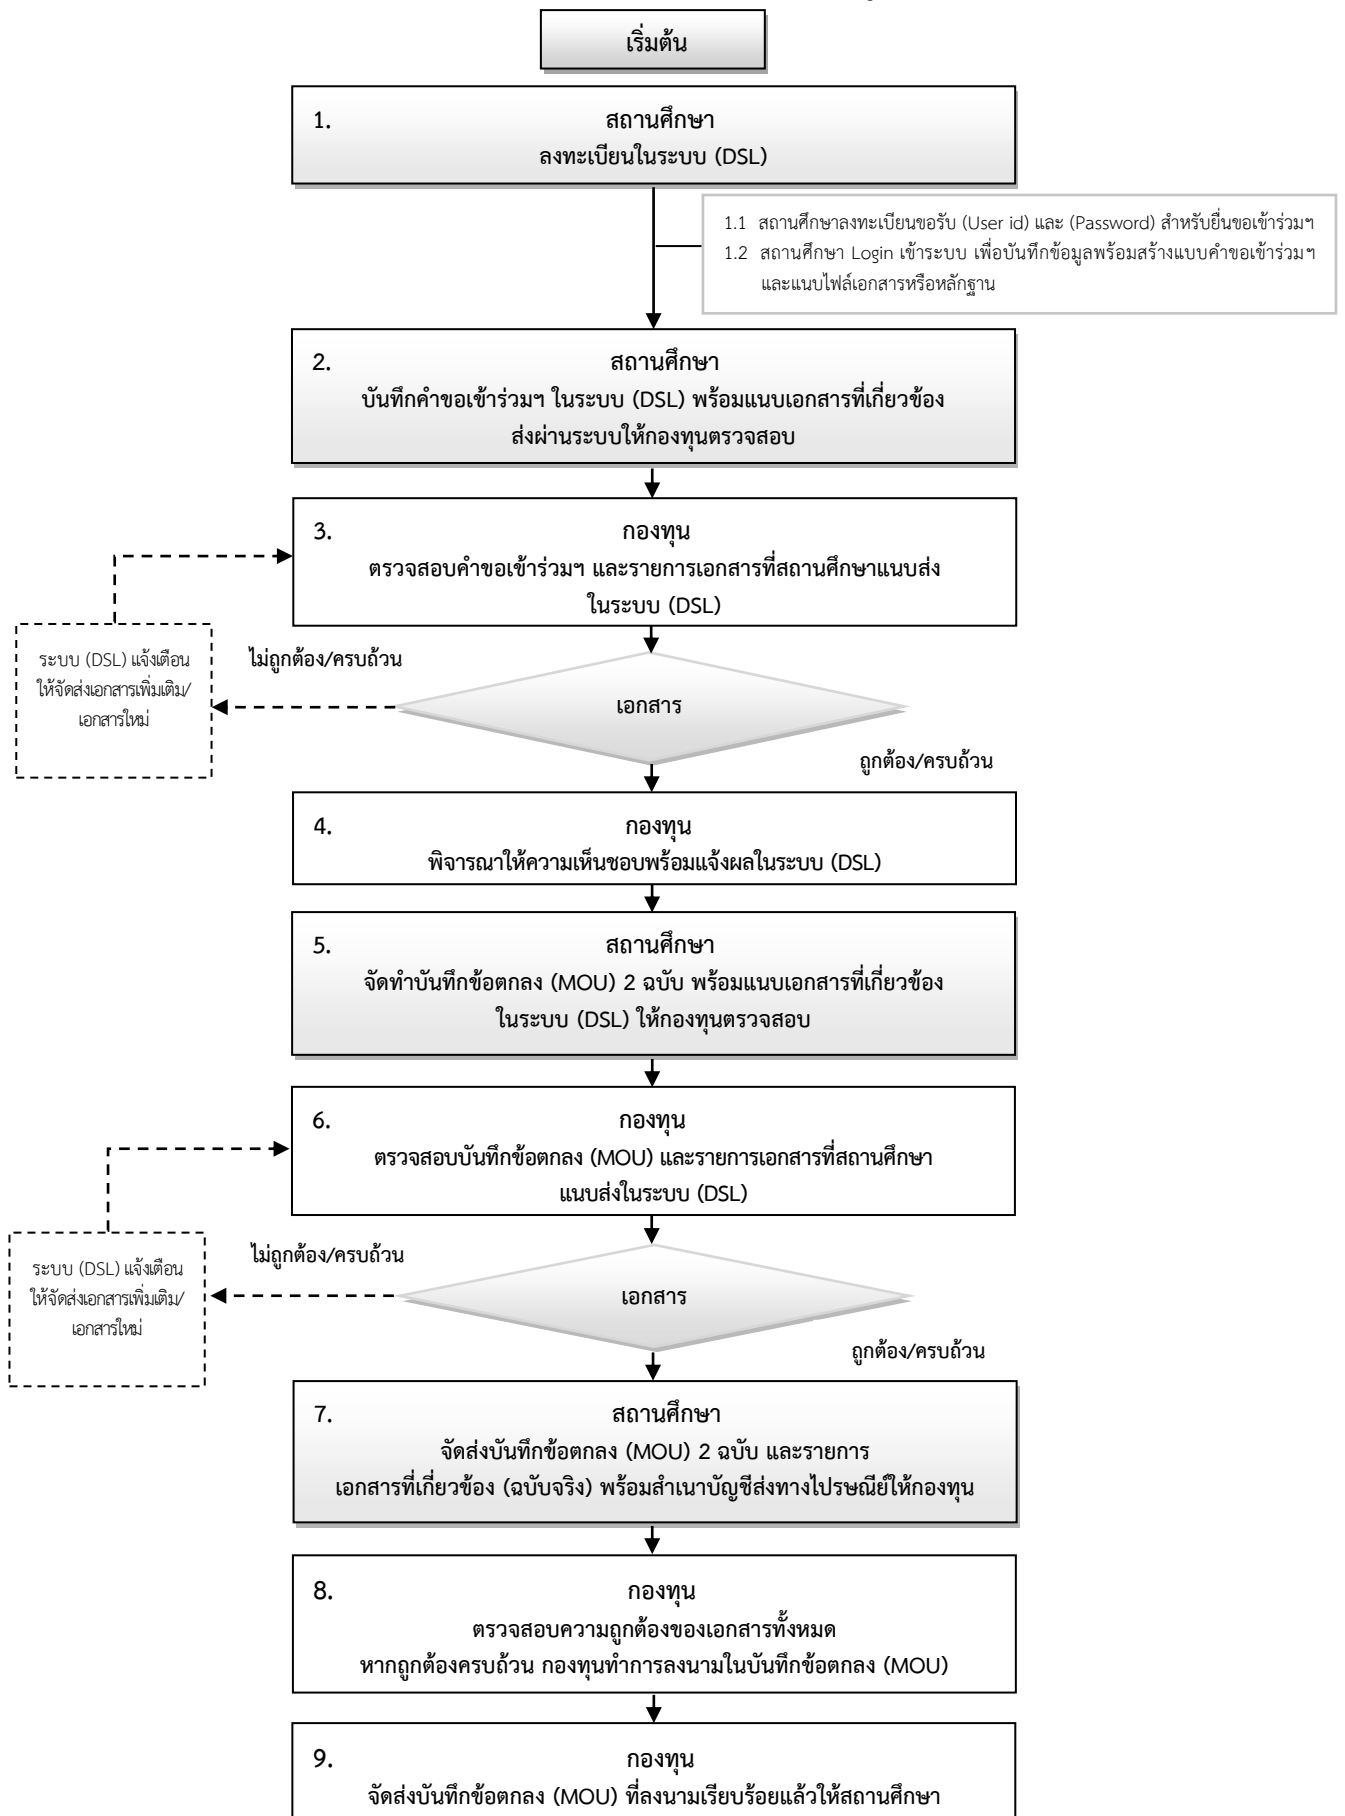 เริ่มต้น
1. สถานศึกษา
ลงทะเบียนในระบบ (DSL)
1.1 สถานศึกษาลงทะเบียนขอรับ (User id) และ (Password) สำหรับยื่นขอเข้าร่วมฯ
1.2 สถานศึกษา Login เข้าระบบ เพื่อบันทึกข้อมูลพร้อมสร้างแบบคำขอเข้าร่วมฯ
และแนบไฟล์เอกสารหรือหลักฐาน
2. สถานศึกษา
บันทึกคำขอเข้าร่วมฯ ในระบบ (DSL) พร้อมแนบเอกสารที่เกี่ยวข้อง
ส่งผ่านระบบให้กองทุนตรวจสอบ
3. กองทุน
ตรวจสอบคำขอเข้าร่วมฯ และรายการเอกสารที่สถานศึกษาแนบส่ง
ในระบบ (DSL)
ระบบ (DSL) แจ้งเตือน
ให้จัดส่งเอกสารเพิ่มเติม/
เอกสารใหม่
ไม่ถูกต้อง/ครบถ้วน
เอกสาร
ถูกต้อง/ครบถ้วน
4. กองทุน
พิจารณาให้ความเห็นชอบพร้อมแจ้งผลในระบบ (DSL)
5. สถานศึกษา
จัดทำบันทึกข้อตกลง (MOU) 2 ฉบับ พร้อมแนบเอกสารที่เกี่ยวข้อง
ในระบบ (DSL) ให้กองทุนตรวจสอบ
6. กองทุน
ตรวจสอบบันทึกข้อตกลง (MOU) และรายการเอกสารที่สถานศึกษา
แนบส่งในระบบ (DSL)
ระบบ (DSL) แจ้งเตือน
ให้จัดส่งเอกสารเพิ่มเติม/
เอกสารใหม่
ไม่ถูกต้อง/ครบถ้วน
เอกสาร
ถูกต้อง/ครบถ้วน
7. สถานศึกษา
จัดส่งบันทึกข้อตกลง (MOU) 2 ฉบับ และรายการ
เอกสารที่เกี่ยวข้อง (ฉบับจริง) พร้อมสำเนาบัญชีส่งทางไปรษณีย์ให้กองทุน
8. กองทุน
ตรวจสอบความถูกต้องของเอกสารทั้งหมด
หากถูกต้องครบถ้วน กองทุนทำการลงนามในบันทึกข้อตกลง (MOU)
9. กองทุน
จัดส่งบันทึกข้อตกลง (MOU) ที่ลงนามเรียบร้อยแล้วให้สถานศึกษา